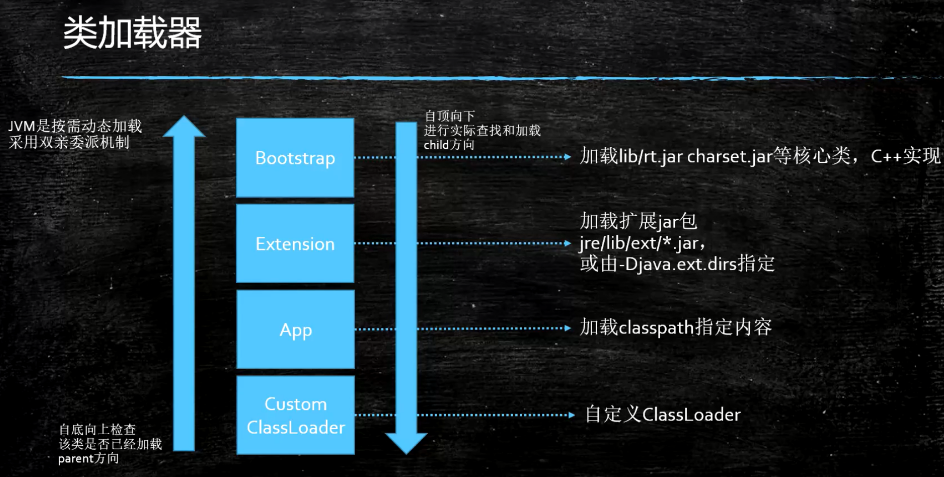 类加载器
JVM是按需动态加载
采用双亲委派机制
自顶向下
进行实际查找和加载
child方向
Bootstrap
加载lib/rt.jar charset.jar等核心类，C++实现
Extension
加载扩展jar包
jre/lib/ext/*.jar，
或由-Djava.ext.dirs指定
App
加载classpath指定内容
Custom
ClassLoader
自定义ClassLoader
自底向上检查
该类是否已经加载
parent方向